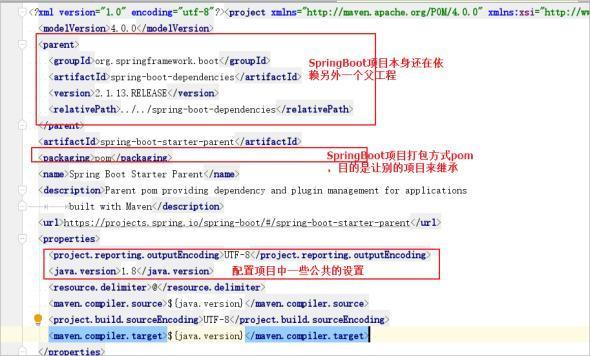 <?xml version="1.0" encoding="utf-8"?><project xmlns="http://maven.apache.org/POM/4.0.0" xmlns:xsi="http://ww
<modelVersion>4.0.0</modelVersion>
<parent>
<groupId>org.springframework.boot</groupId>
<artifactId>spring-boot-dependencies</artifactId>
<version>2.1.13.RELEASE</version>
<relativePath>../../spring-boot-dependencies</relativePath>
</parent>
SpringBoot项目本身还在依
赖另外一个父工程
<artifactId>spring-boot-starter-parent</artifactId>
<packaging>pom</packaging>
SpringBoot项目打包方式pom
，目的是让别的项目来继承
<name>Spring Boot Starter Parent</name>
<description>Parent pom providing dependency and plugin management for applications
built with Maven</description>
<url>https://projects.spring.io/spring-boot/#/spring-boot-starter-parent</url>
<properties>
<project.reporting.outputEncoding>UTF-8</project.reporting.outputEncoding>
<java.version>1.8</java.version>
配置项目中一些公共的设置
<resource.delimiter>@</resource.delimiter>
<maven.compiler.source>${java.version}</maven.compiler.source>
<project.build.sourceEncoding>UTF-8</project.build.sourceEncoding>
<maven.compiler.target>${java.version}</maven.compiler.target>
</properties>